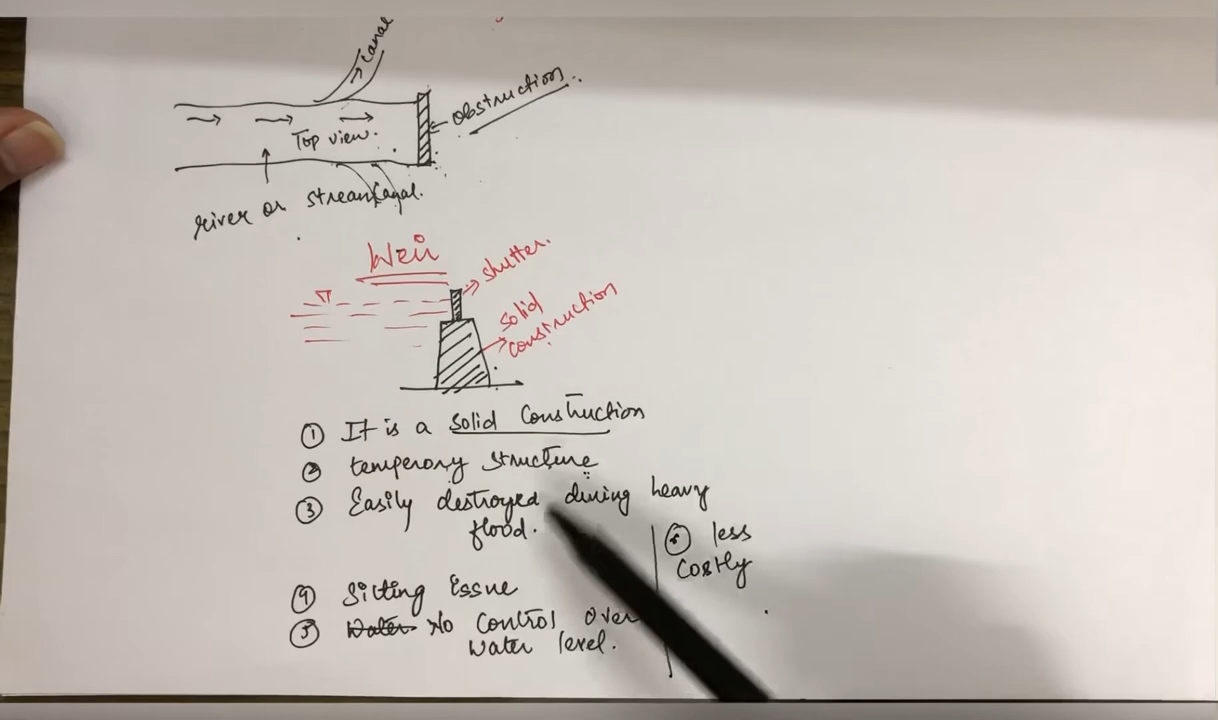 Canal
obstruction.
Top view.
river or stream
Canal.
Weir
shutter.
solid
construction
① It is a solid construction
② temperory structure
③ Easily destroyed during heavy
flood.
④ Silting Issue
⑤ Water No control over
water level.
⑥ less
costly